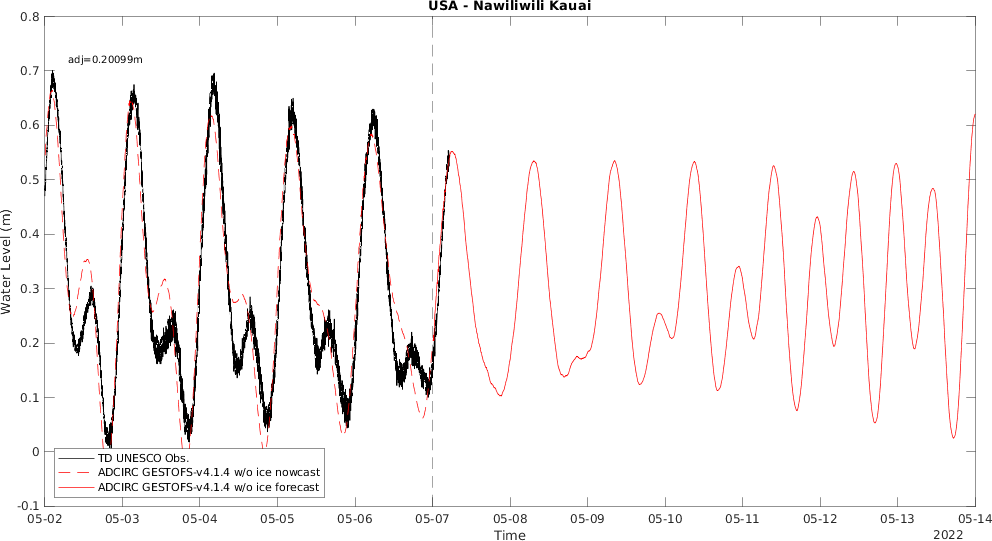 USA - Nawiliwili Kauai
0.8
adj=0.20099m
0.7
0.6
0.5
0.4
0.3
0.2
0.1
0
-0.1
Water Level (m)
TD UNESCO Obs.
ADCIRC GESTOFS-v4.1.4 w/o ice nowcast
ADCIRC GESTOFS-v4.1.4 w/o ice forecast
05-02 05-03 05-04 05-05 05-06 05-07 05-08 05-09 05-10 05-11 05-12 05-13 05-14
Time
2022